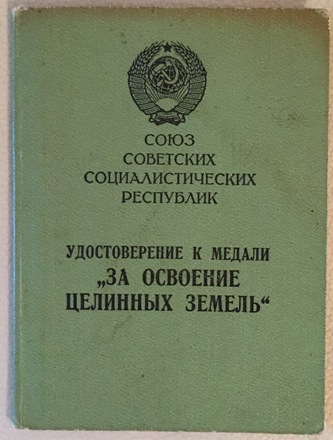 СОЮЗ
СОВЕТСКИХ
СОЦИАЛИСТИЧЕСКИХ
РЕСПУБЛИК
УДОСТОВЕРЕНИЕ К МЕДАЛИ
„ЗА ОСВОЕНИЕ
ЦЕЛИННЫХ ЗЕМЕЛЬ“